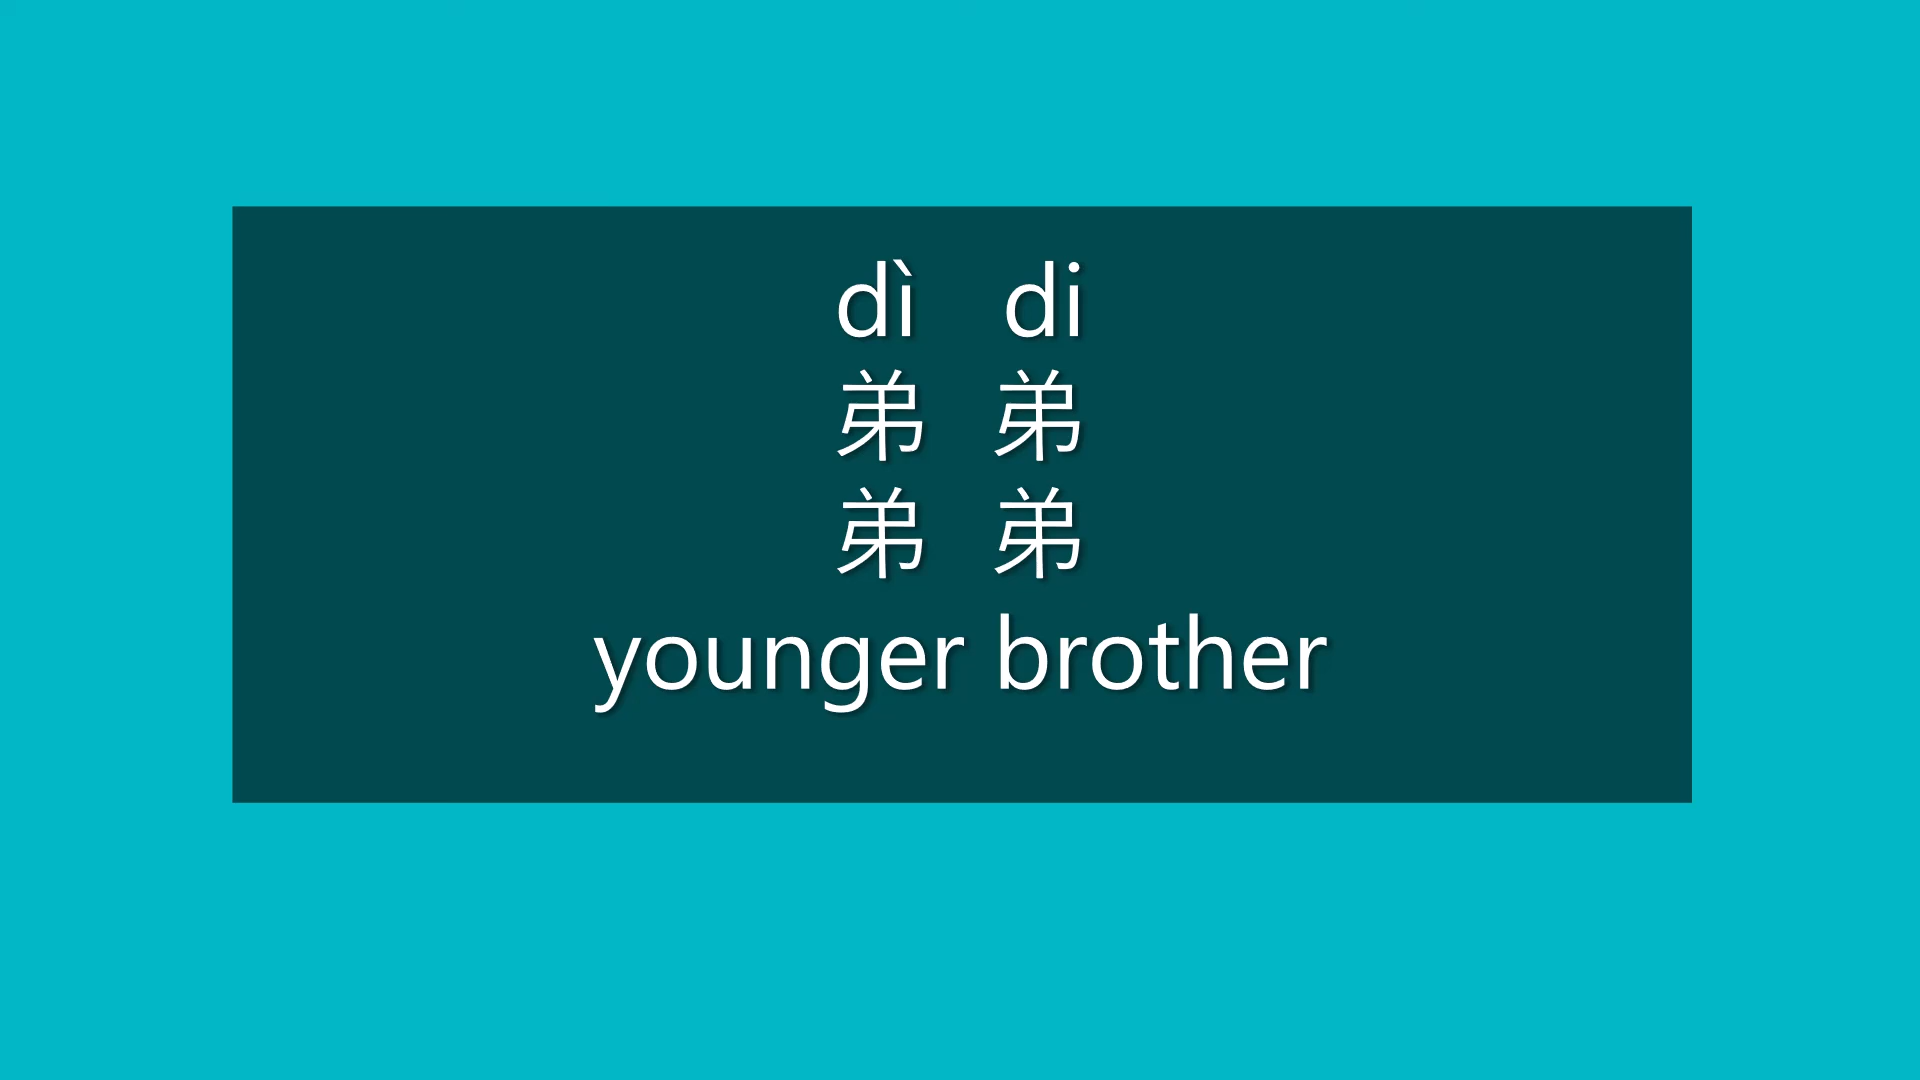 dì di
弟 弟
弟 弟
younger brother